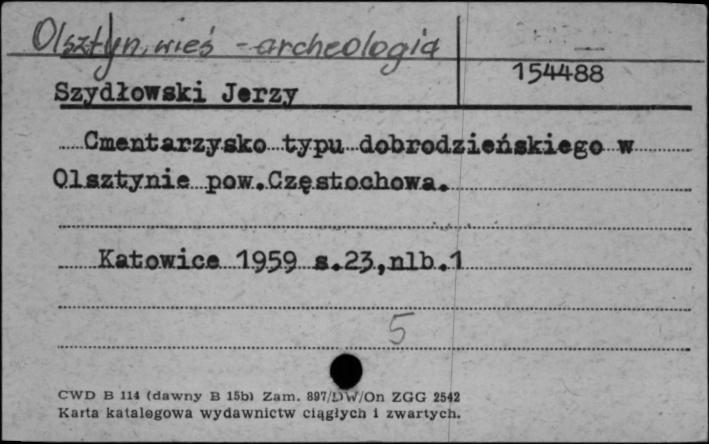 Olsztyn, wieś - archeologia
154488
Szydłowski Jerzy
Cmentarzysko typu dobrodzieńskiego w
Olsztynie pow.Częstochowa.
Katowice 1959 s.23,nlb.1
5
CWD B 114 (dawny B 15b) Zam. 897/DW/On ZGG 2542
Karta katalogowa wydawnictw ciągłych i zwartych.